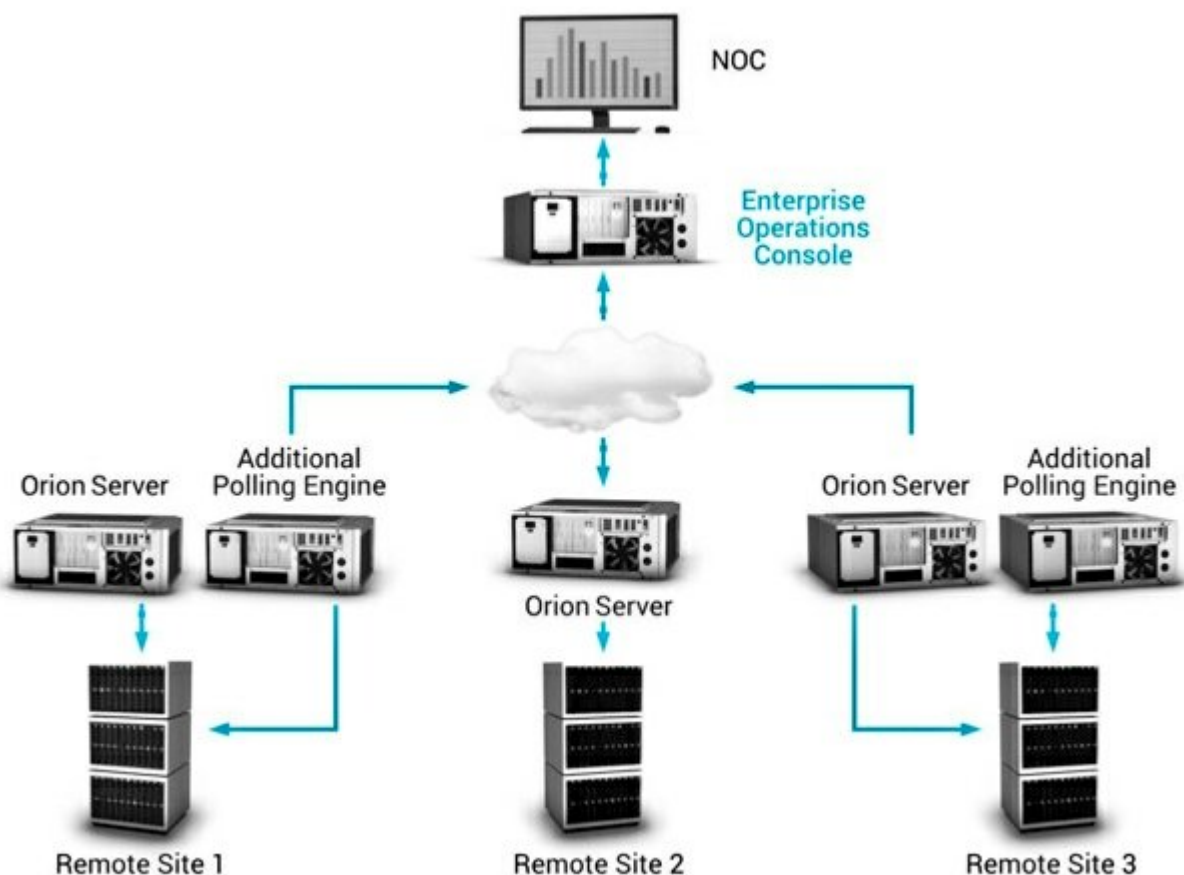 NOC
Enterprise
Operations
Console
Orion Server
Additional
Polling Engine
Orion Server
Orion Server
Additional
Polling Engine
Remote Site 1
Remote Site 2
Remote Site 3